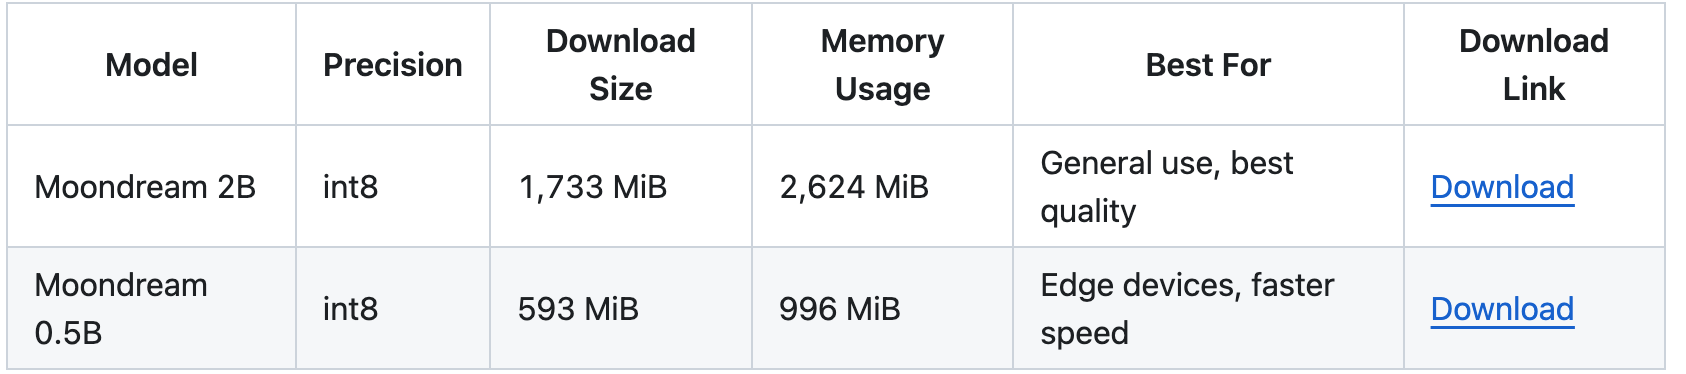 Model Precision Download Size Memory Usage Best For Download Link
Moondream 2B int8 1,733 MiB 2,624 MiB General use, best quality Download
Moondream 0.5B int8 593 MiB 996 MiB Edge devices, faster speed Download